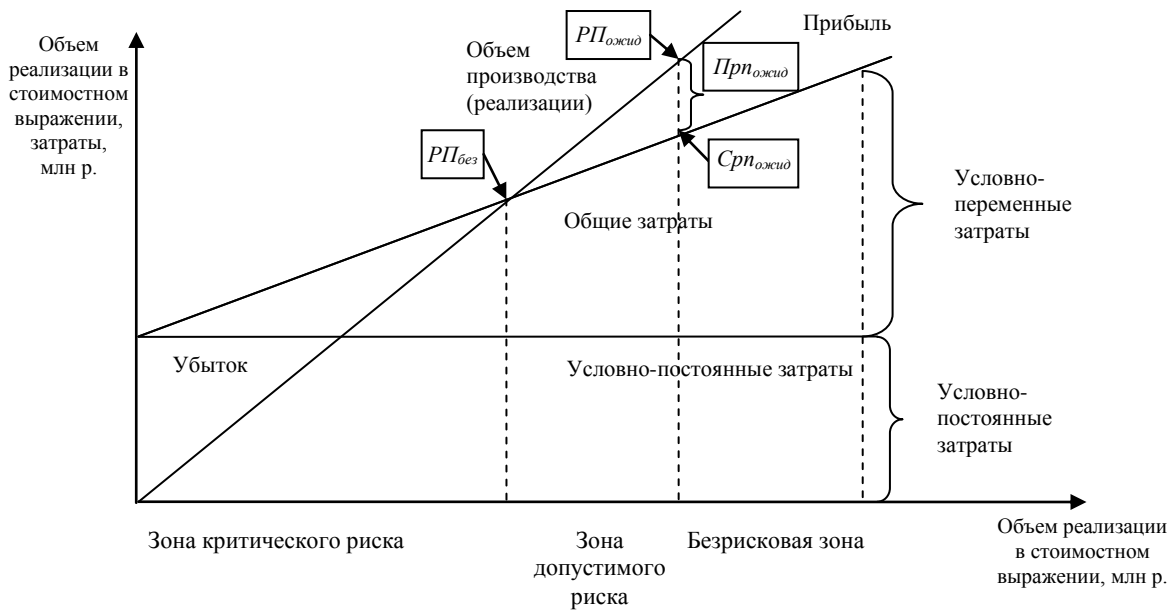 Объем
реализации в
стоимостном
выражении,
затраты,
млн р.
Объем
производства
(реализации)
РПожид
Прпожид
Прибыль
РПбез
Српожид
Общие затраты
Условно-
переменные
затраты
Убыток
Условно-постоянные затраты
Условно-
постоянные
затраты
Зона критического риска
Зона
допустимого
риска
Безрисковая зона
Объем реализации
в стоимостном
выражении, млн р.